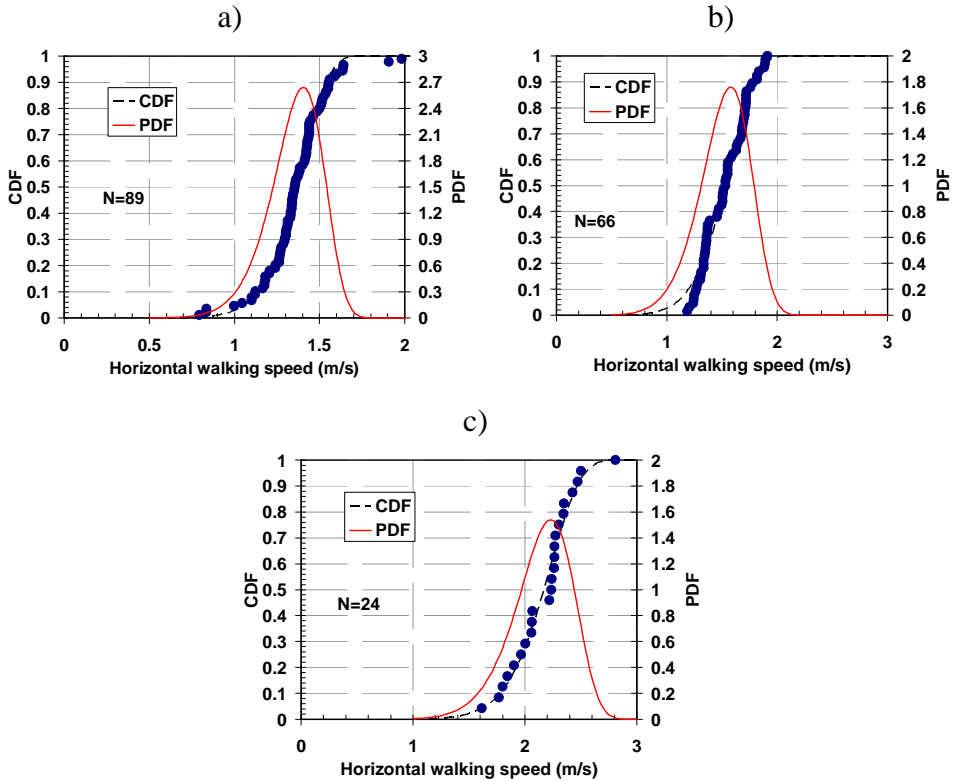 a)
1
0.9
0.8
0.7
0.6
0.5
0.4
0.3
0.2
0.1
0
CDF
CDF
PDF
N=89
3
2.7
2.4
2.1
1.8
1.5
1.2
0.9
0.6
0.3
0
PDF
0 0.5 1 1.5 2
Horizontal walking speed (m/s)
b)
1
0.9
0.8
0.7
0.6
0.5
0.4
0.3
0.2
0.1
0
CDF
CDF
PDF
N=66
2
1.8
1.6
1.4
1.2
1
0.8
0.6
0.4
0.2
0
PDF
0 1 2 3
Horizontal walking speed (m/s)
c)
1
0.9
0.8
0.7
0.6
0.5
0.4
0.3
0.2
0.1
0
CDF
CDF
PDF
N=24
2
1.8
1.6
1.4
1.2
1
0.8
0.6
0.4
0.2
0
PDF
0 1 2 3
Horizontal walking speed (m/s)